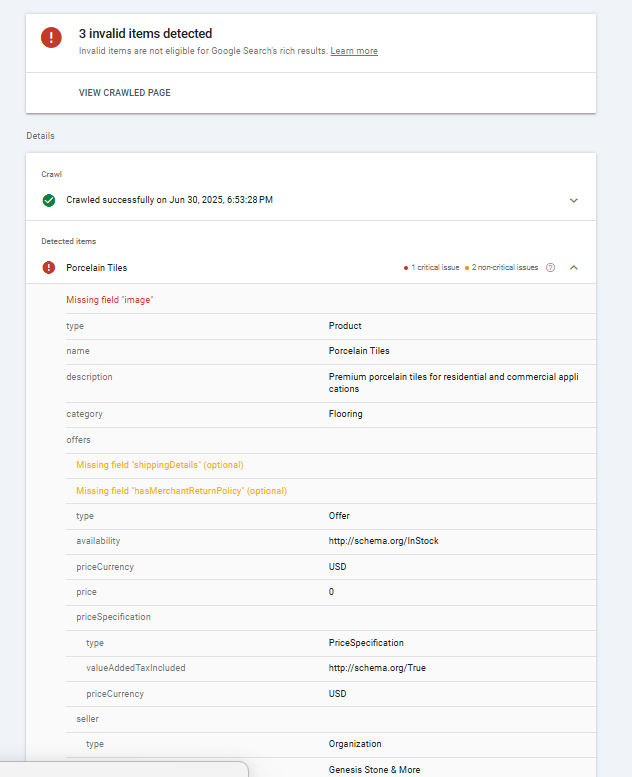 3 invalid items detected
Invalid items are not eligible for Google Search's rich results. Learn more
VIEW CRAWLED PAGE
Details
Crawl
Crawled successfully on Jun 30, 2025, 6:53:28 PM
Detected items
Porcelain Tiles 1 critical issue 2 non-critical issues
Missing field "image"
type Product
name Porcelain Tiles
description Premium porcelain tiles for residential and commercial appli
cations
category Flooring
offers
Missing field "shippingDetails" (optional)
Missing field "hasMerchantReturnPolicy" (optional)
type Offer
availability http://schema.org/InStock
priceCurrency USD
price 0
priceSpecification
type PriceSpecification
valueAddedTaxIncluded http://schema.org/True
priceCurrency USD
seller
type Organization
Genesis Stone & More